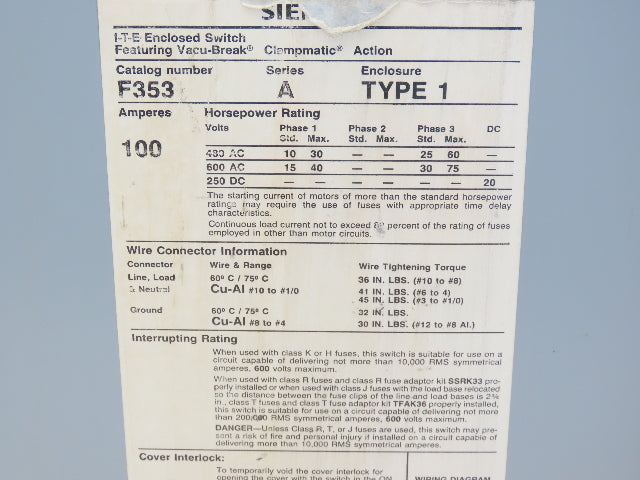 I-T-E Enclosed Switch
Featuring Vacu-Break® Clampmatic® Action
Catalog number Series Enclosure
F353 A TYPE 1
Amperes Horsepower Rating
Volts Phase 1 Phase 2 Phase 3 DC
Std. Max. Std. Max. Std. Max.
100
480 AC 10 30 — — 25 60 —
600 AC 15 40 — — 30 75 —
250 DC — — — — — — 20
The starting current of motors of more than the standard horsepower
ratings may require the use of fuses with appropriate time delay
characteristics.
Continuous load current not to exceed percent of the rating of fuses
employed in other than motor circuits.
Wire Connector Information
Connector Wire & Range Wire Tightening Torque
Line, Load 60º C / 75º C 36 IN. LBS. (#10 to #8)
& Neutral Cu-Al #10 to #1/0 41 IN. LBS. (#6 to 4)
45 IN. LBS. (#3 to #1/0)
Ground 60º C / 75º C 32 IN. LBS.
Cu-Al #8 to #4 30 IN. LBS. (#12 to #8 Al.)
Interrupting Rating
When used with class K or H fuses, this switch is suitable for use on a
circuit capable of delivering not more than 10,000 RMS symmetrical
amperes, 600 volts maximum.
When used with class R fuses and class R fuse adaptor kit SSRK33 pro-
perly installed or when used with class J fuses with the load base relocated
so the distance between the fuse clips of the line and load bases is 2¾
in., class T fuses and class T fuse adaptor kit TFAK36 properly installed,
this switch is suitable for use on a circuit capable of delivering not more
than 200,000 RMS symmetrical amperes, 600 volts maximum.
DANGER—Unless Class R, T, or J fuses are used, this switch may pre-
sent a risk of fire and personal injury if installed on a circuit capable of
delivering more than 10,000 RMS symmetrical amperes.
Cover Interlock:
To temporarily void the cover interlock for
opening the cover with the switch in the ON
WIRING DIAGRAM